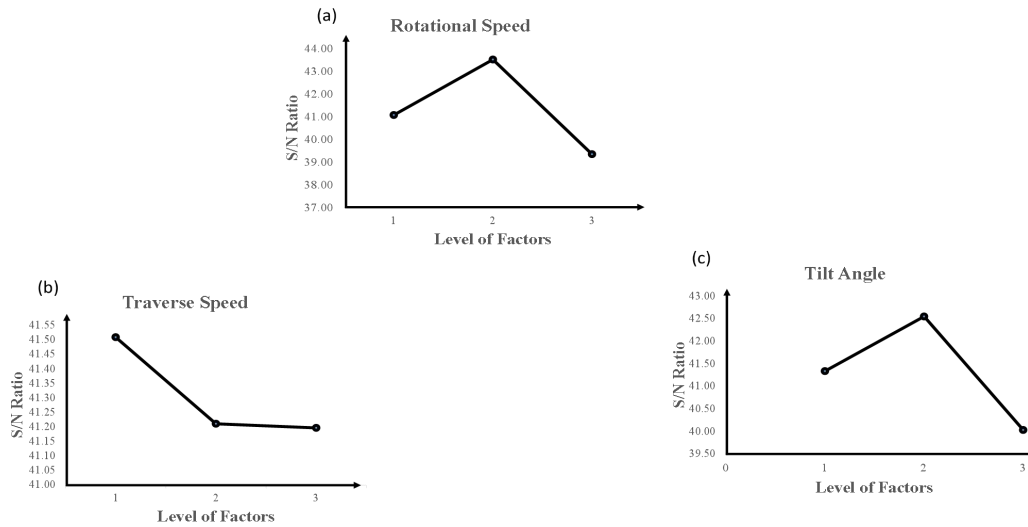 (a)
Rotational Speed
44.00
43.00
42.00
41.00
40.00
39.00
38.00
37.00
S/N Ratio
1 2 3
Level of Factors
(b)
Traverse Speed
41.55
41.50
41.45
41.40
41.35
41.30
41.25
41.20
41.15
41.10
41.05
41.00
S/N Ratio
1 2 3
Level of Factors
(c)
Tilt Angle
43.00
42.50
42.00
41.50
41.00
40.50
40.00
39.50
S/N Ratio
0 1 2 3
Level of Factors